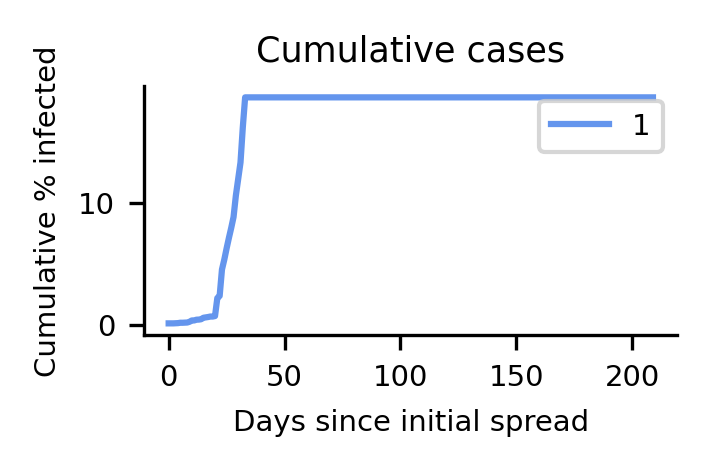 Cumulative cases
Cumulative % infected
10
0
1
0 50 100 150 200
Days since initial spread